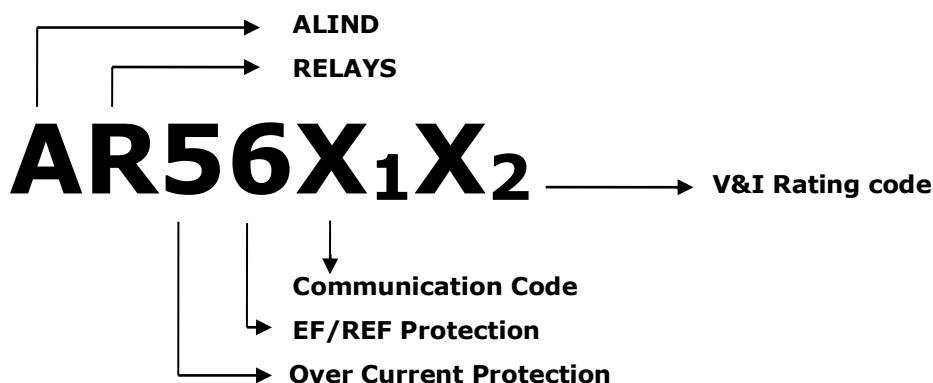 ALIND
RELAYS
AR56X₁X₂
V&I Rating code
Communication Code
EF/REF Protection
Over Current Protection